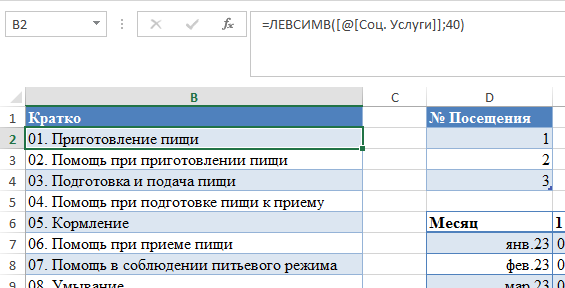 B2 =ЛЕВСИМВ([@[Соц. Услуги]];40)
B C D
1 Кратко № Посещения
2 01. Приготовление пищи 1
3 02. Помощь при приготовлении пищи 2
4 03. Подготовка и подача пищи 3
5 04. Помощь при подготовке пищи к приему
6 05. Кормление Месяц 1
7 06. Помощь при приеме пищи янв.23 0
8 07. Помощь в соблюдении питьевого режима фев.23 0
9 08. Умывание мар.23 0